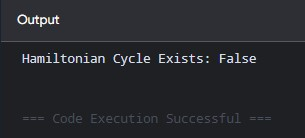 Output
Hamiltonian Cycle Exists: False
=== Code Execution Successful ===